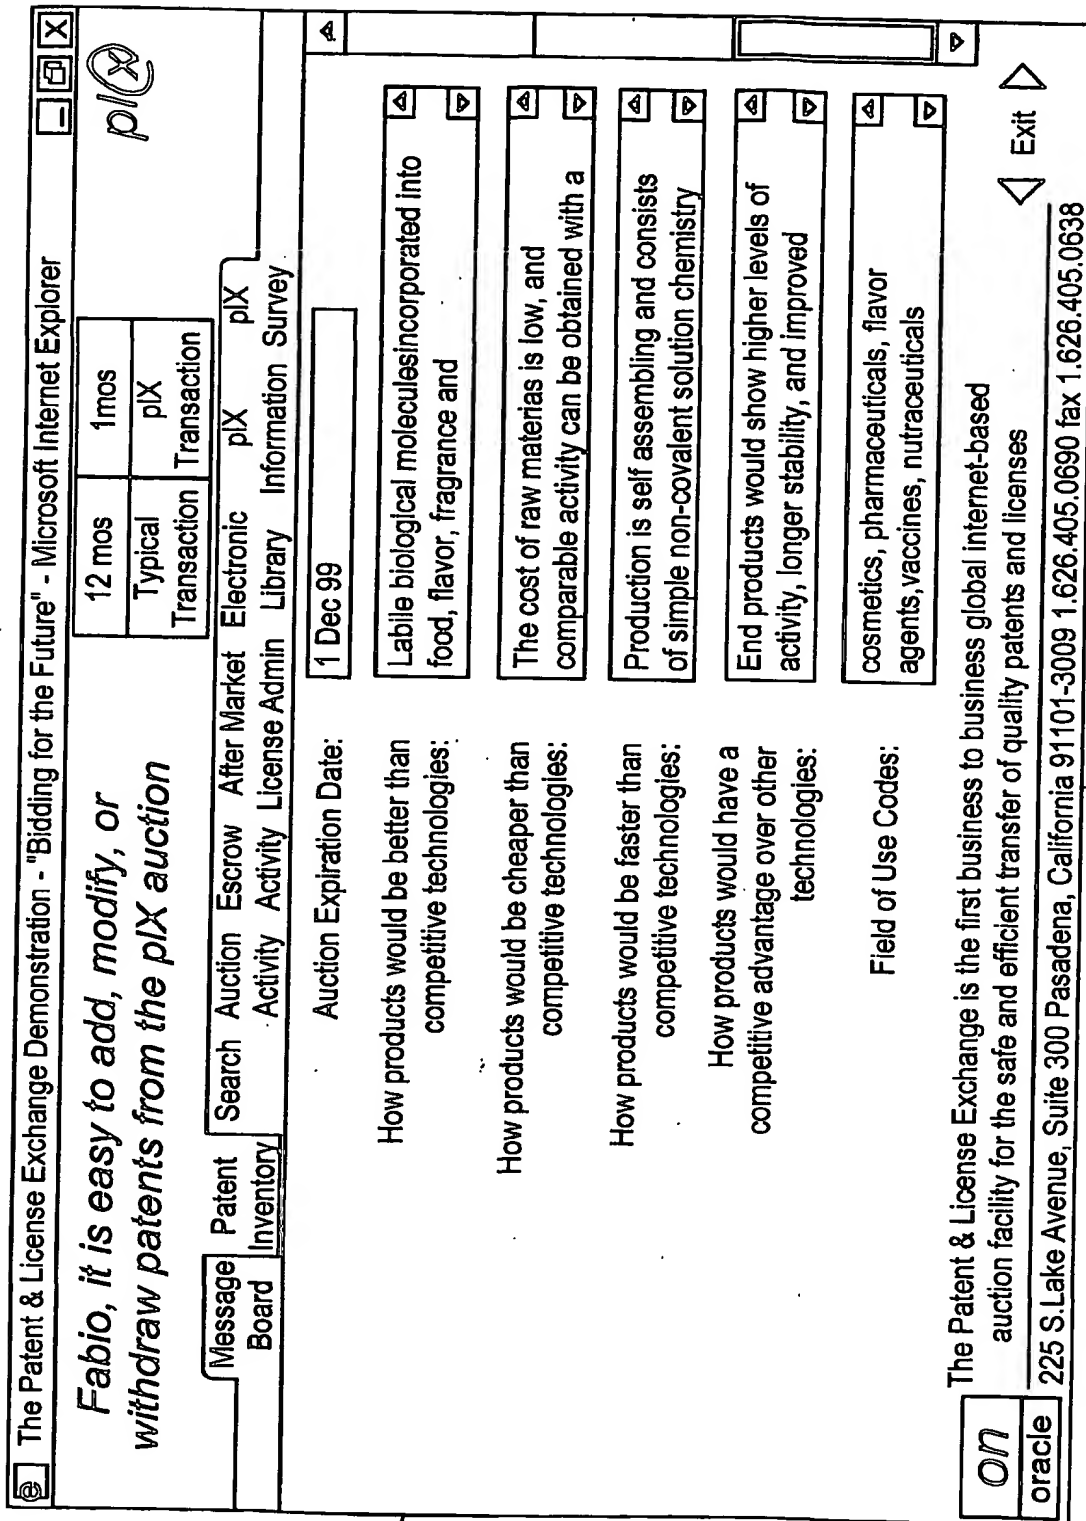 The Patent & License Exchange Demonstration - "Bidding for the Future" - Microsoft Internet Explorer
Fabio, it is easy to add, modify, or
withdraw patents from the plX auction
12 mos 1mos
Typical Transaction plX Transaction
plx
Message Board
Patent Inventory
Search
Auction Activity
Escrow Activity
After Market License Admin
Electronic Library
plX Information
plX Survey
Auction Expiration Date: 1 Dec 99
How products would be better than
competitive technologies:
Labile biological moleculesincorporated into
food, flavor, fragrance and
How products would be cheaper than
competitive technologies:
The cost of raw materias is low, and
comparable activity can be obtained with a
How products would be faster than
competitive technologies:
Production is self assembling and consists
of simple non-covalent solution chemistry
How products would have a
competitive advantage over other
technologies:
End products would show higher levels of
activity, longer stability, and improved
Field of Use Codes:
cosmetics, pharmaceuticals, flavor
agents,vaccines, nutraceuticals
on
oracle
The Patent & License Exchange is the first business to business global internet-based
auction facility for the safe and efficient transfer of quality patents and licenses
Exit
225 S.Lake Avenue, Suite 300 Pasadena, California 91101-3009 1.626.405.0690 fax 1.626.405.0638